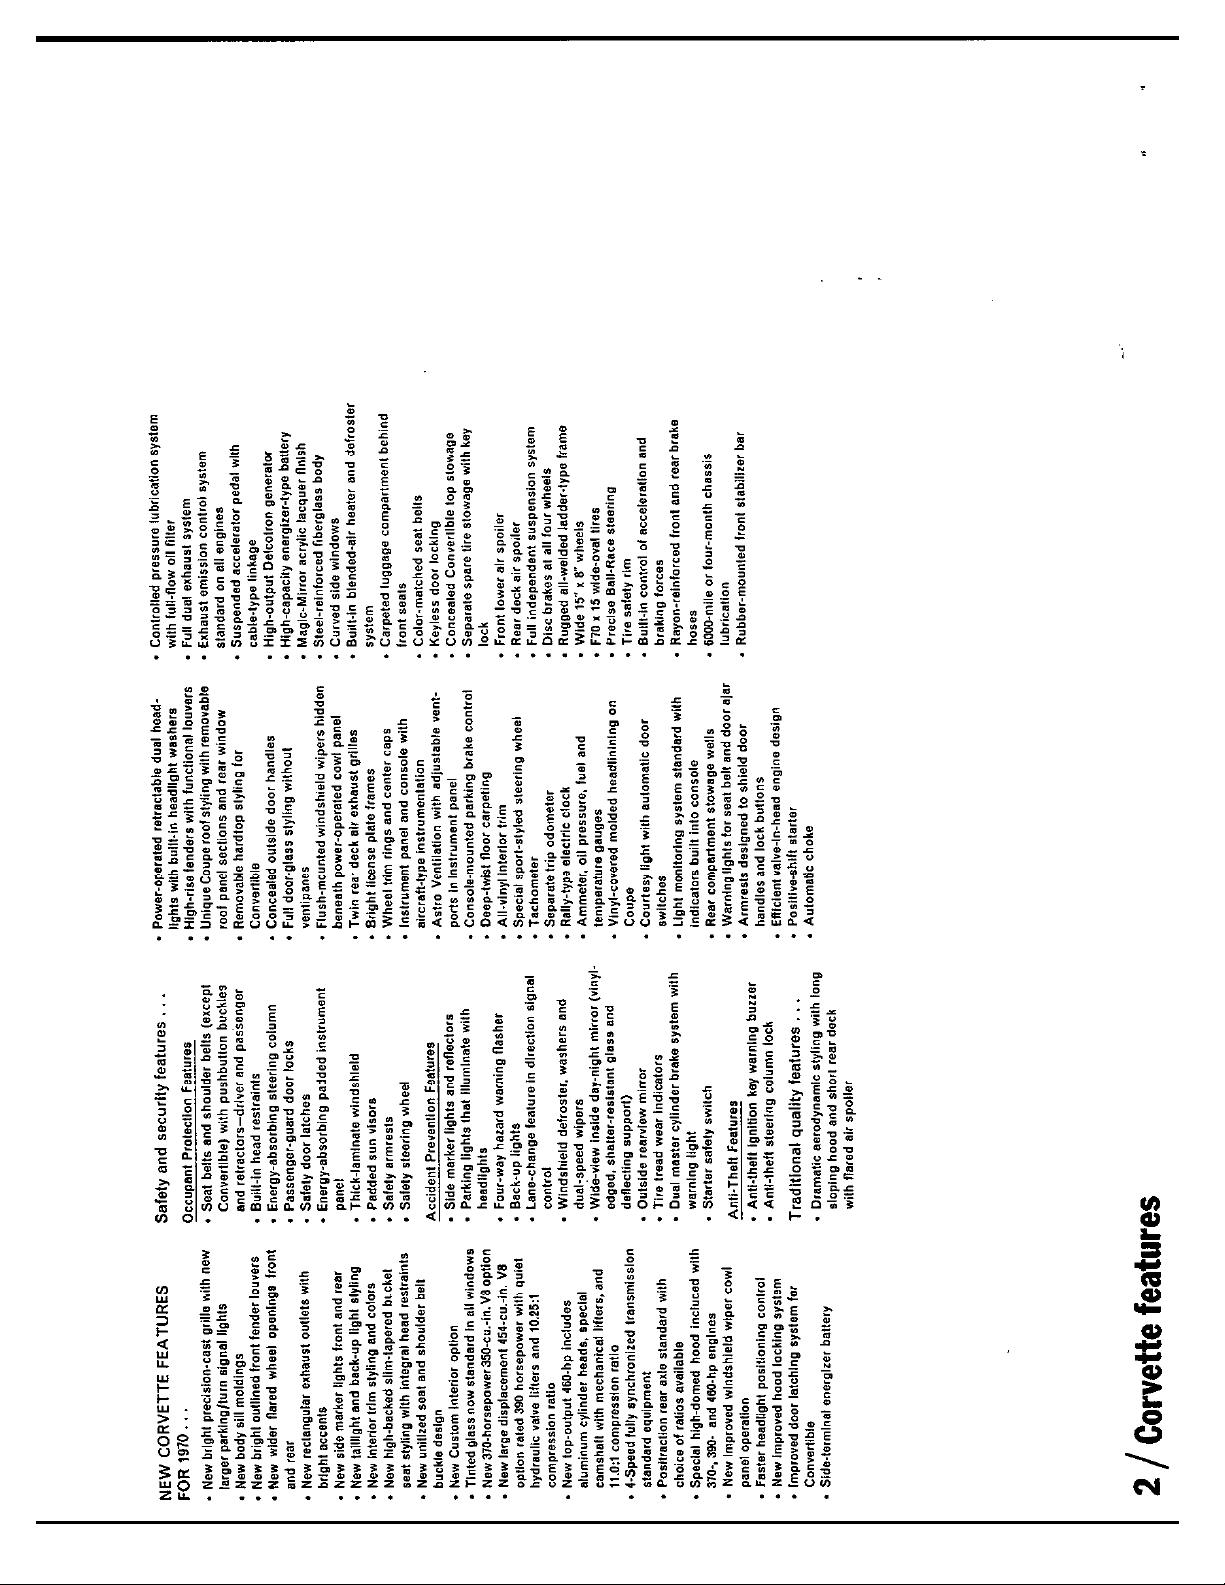 NEW CORVETTE FEATURES
FOR 1970 . . .
• New bright precision-cast grille with new
larger parking/turn signal lights
• New body sill moldings
• New bright outlined front fender louvers
• New wider flared wheel openings front
and rear
• New rectangular exhaust outlets with
bright accents
• New side marker lights front and rear
• New taillight and back-up light styling
• New interior trim styling and colors
• New high-backed slim-tapered bucket
seat styling with integral head restraints
• New unitized seat and shoulder belt
buckle design
• New Custom Interior option
• Tinted glass now standard in all windows
• New 370-horsepower 350-cu.-in. V8 option
• New large displacement 454-cu.-in. V8
option rated 390 horsepower with quiet
hydraulic valve lifters and 10.25:1
compression ratio
• New top-output 460-hp includes
aluminum cylinder heads, special
camshaft with mechanical lifters, and
11.0:1 compression ratio
• 4-Speed fully synchronized transmission
standard equipment
• Positraction rear axle standard with
choice of ratios available
• Special high-domed hood included with
370-, 390- and 460-hp engines
• New improved windshield wiper cowl
panel operation
• Faster headlight positioning control
• New improved hood locking system
• Improved door latching system for
Convertible
• Side-terminal energizer battery
Safety and security features . . .
Occupant Protection Features
• Seat belts and shoulder belts (except
Convertible) with pushbutton buckles
and retractors—driver and passenger
• Built-in head restraints
• Energy-absorbing steering column
• Passenger-guard door locks
• Safety door latches
• Energy-absorbing padded instrument
panel
• Thick-laminate windshield
• Padded sun visors
• Safety armrests
• Safety steering wheel
Accident Prevention Features
• Side marker lights and reflectors
• Parking lights that illuminate with
headlights
• Four-way hazard warning flasher
• Back-up lights
• Lane-change feature in direction signal
control
• Windshield defroster, washers and
dual-speed wipers
• Wide-view inside day-night mirror (vinyl-
edged, shatter-resistant glass and
deflecting support)
• Outside rearview mirror
• Tire tread wear indicators
• Dual master cylinder brake system with
warning light
• Starter safety switch
Anti-Theft Features
• Anti-theft ignition key warning buzzer
• Anti-theft steering column lock
Traditional quality features . . .
• Dramatic aerodynamic styling with long
sloping hood and short rear deck
with flared air spoiler
• Power-operated retractable dual head-
lights with built-in headlight washers
• High-rise fenders with functional louvers
• Unique Coupe roof styling with removable
roof panel sections and rear window
• Removable hardtop styling for
Convertible
• Concealed outside door handles
• Full door-glass styling without
ventipanes
• Flush-mounted windshield wipers hidden
beneath power-operated cowl panel
• Twin rear deck air exhaust grilles
• Bright license plate frames
• Wheel trim rings and center caps
• Instrument panel and console with
aircraft-type instrumentation
• Astro Ventilation with adjustable vent-
ports in instrument panel
• Console-mounted parking brake control
• Deep-twist floor carpeting
• All-vinyl interior trim
• Special sport-styled steering wheel
• Tachometer
• Separate trip odometer
• Rally-type electric clock
• Ammeter, oil pressure, fuel and
temperature gauges
• Vinyl-covered molded headlinining on
Coupe
• Courtesy light with automatic door
switches
• Light monitoring system standard with
indicators built into console
• Rear compartment stowage wells
• Warning lights for seat belt and door ajar
• Armrests designed to shield door
handles and lock buttons
• Efficient valve-in-head engine design
• Positive-shift starter
• Automatic choke
• Controlled pressure lubrication system
with full-flow oil filter
• Full dual exhaust system
• Exhaust emission control system
standard on all engines
• Suspended accelerator pedal with
cable-type linkage
• High-output Delcotron generator
• High-capacity energizer-type battery
• Magic-Mirror acrylic lacquer finish
• Steel-reinforced fiberglass body
• Curved side windows
• Built-in blended-air heater and defroster
system
• Carpeted luggage compartment behind
front seats
• Color-matched seat belts
• Keyless door locking
• Concealed Convertible top stowage
• Separate spare tire stowage with key
lock
• Front lower air spoiler
• Rear deck air spoiler
• Full independent suspension system
• Disc brakes at all four wheels
• Rugged all-welded ladder-type frame
• Wide 15" x 8" wheels
• F70 x 15 wide-oval tires
• Precise Ball-Race steering
• Tire safety rim
• Built-in control of acceleration and
braking forces
• Rayon-reinforced front and rear brake
hoses
• 6000-mile or four-month chassis
lubrication
• Rubber-mounted front stabilizer bar
2 / Corvette features